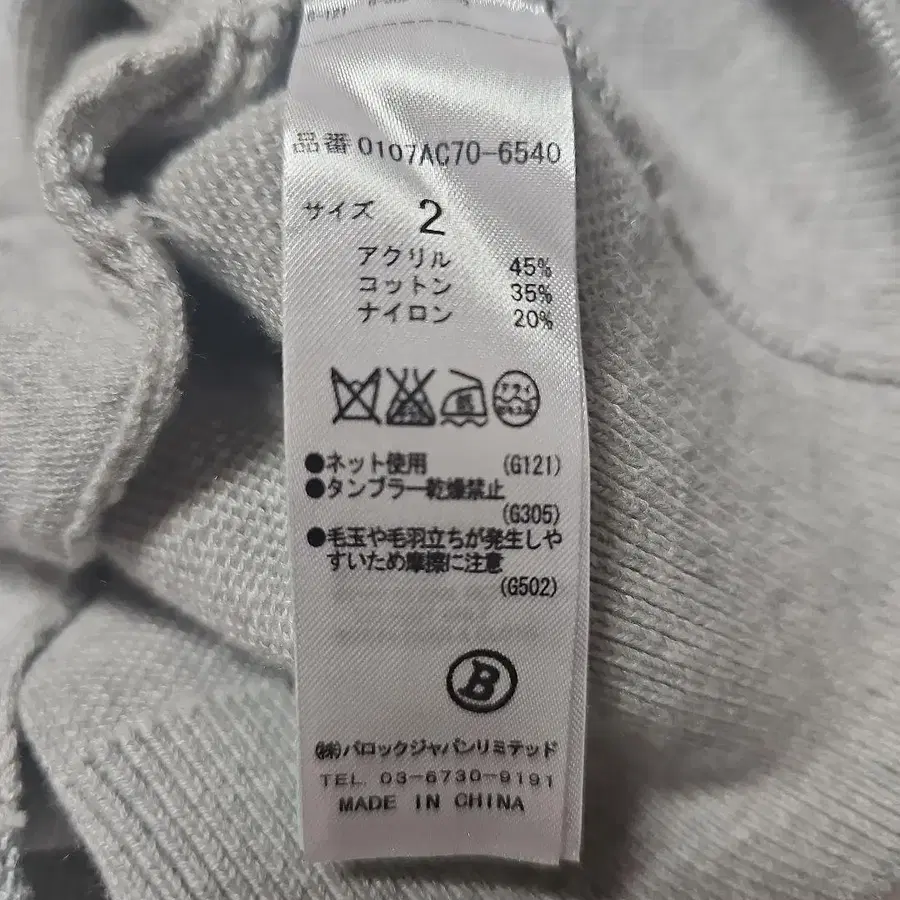 品番 0107AC70-6540
サイズ 2
アクリル 45%
コットン 35%
ナイロン 20%
ドライ
●ネット使用 (G121)
●タンブラー乾燥禁止
(G305)
●毛玉や毛羽立ちが発生しや
すいため摩擦に注意
(G502)
B
㈱バロックジャパンリミテッド
TEL. 03-6730-9191
MADE IN CHINA